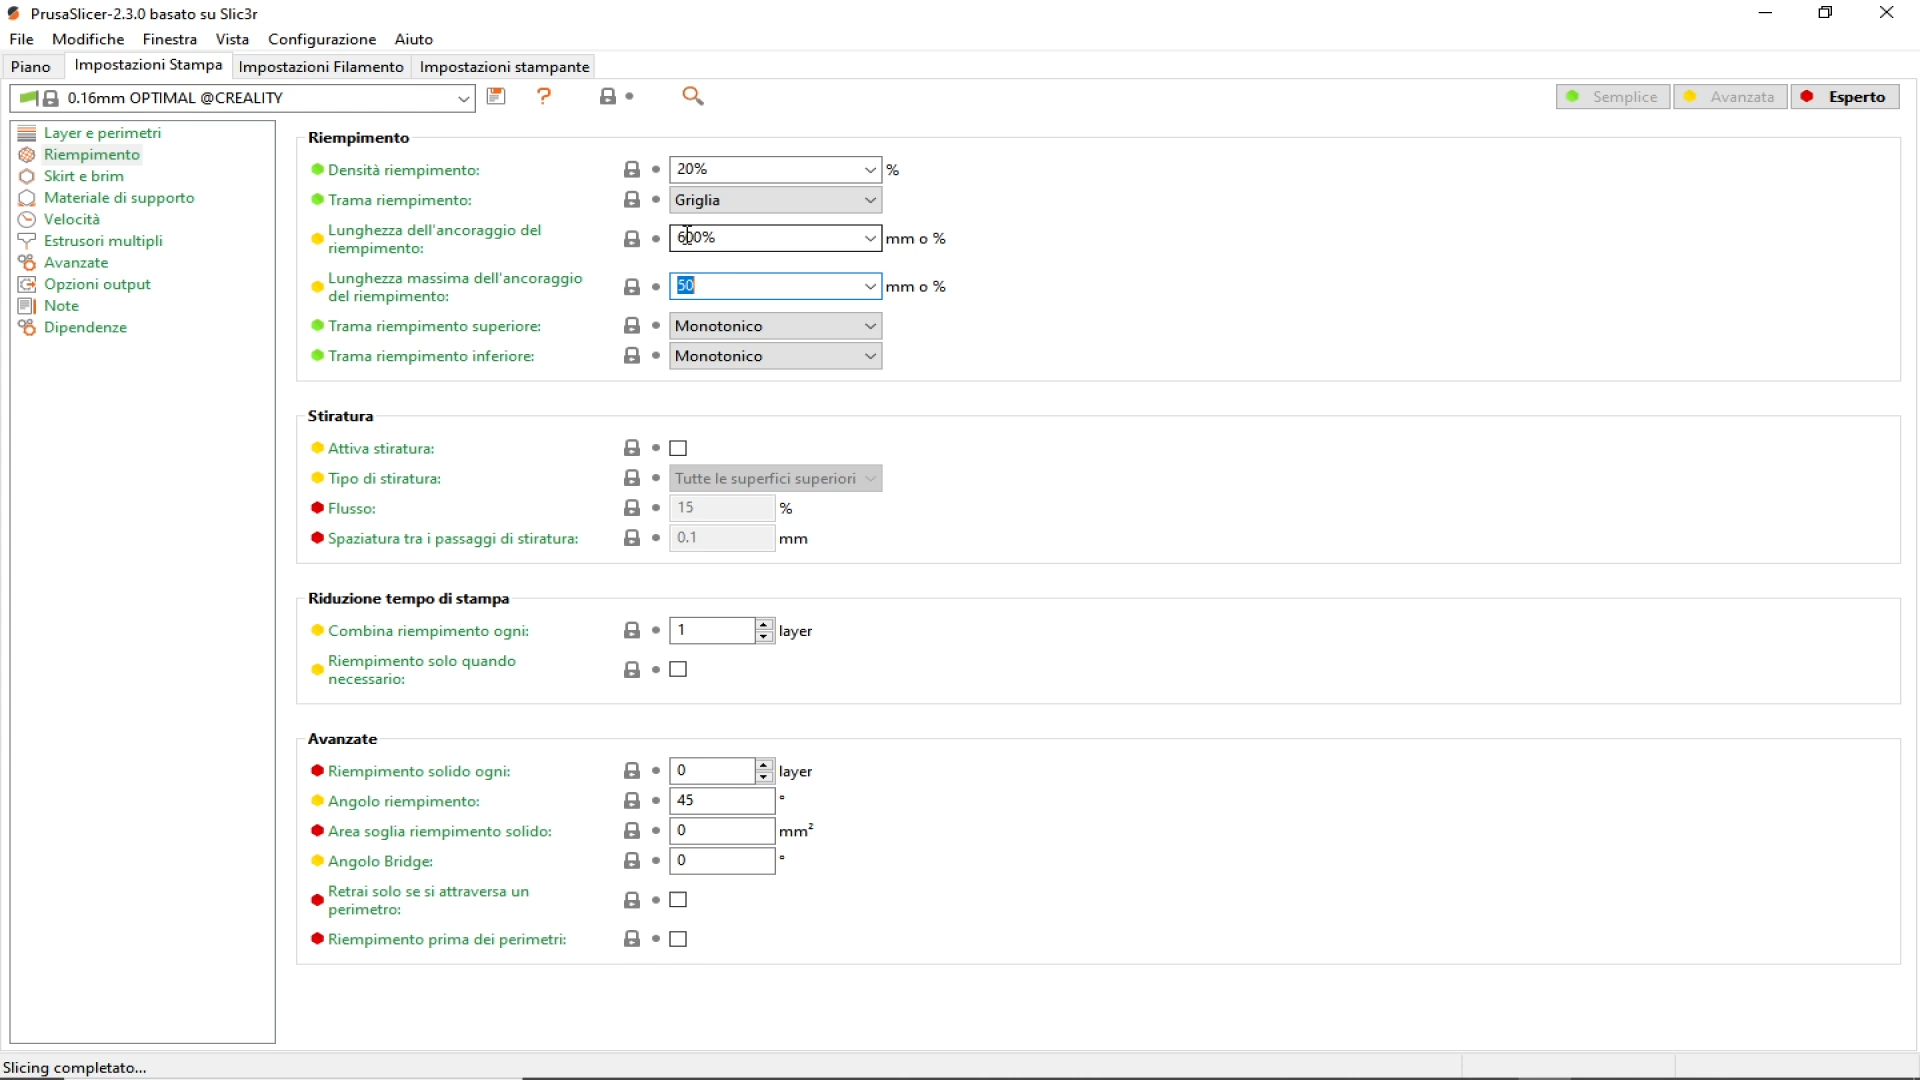 PrusaSlicer-2.3.0 basato su Slic3r
File Modifiche Finestra Vista Configurazione Aiuto
Piano Impostazioni Stampa Impostazioni Filamento Impostazioni stampante
0.16mm OPTIMAL @CREALITY ? Semplice Avanzata Esperto
Layer e perimetri
Riempimento
Skirt e brim
Materiale di supporto
Velocità
Estrusori multipli
Avanzate
Opzioni output
Note
Dipendenze
Riempimento
Densità riempimento: 20% %
Trama riempimento: Griglia
Lunghezza dell'ancoraggio del
riempimento: 600% mm o %
Lunghezza massima dell'ancoraggio
del riempimento: 50 mm o %
Trama riempimento superiore: Monotonico
Trama riempimento inferiore: Monotonico
Stiratura
Attiva stiratura:
Tipo di stiratura: Tutte le superfici superiori
Flusso: 15 %
Spaziatura tra i passaggi di stiratura: 0.1 mm
Riduzione tempo di stampa
Combina riempimento ogni: 1 layer
Riempimento solo quando
necessario:
Avanzate
Riempimento solido ogni: 0 layer
Angolo riempimento: 45 °
Area soglia riempimento solido: 0 mm²
Angolo Bridge: 0 °
Retrai solo se si attraversa un
perimetro:
Riempimento prima dei perimetri:
Slicing completato...